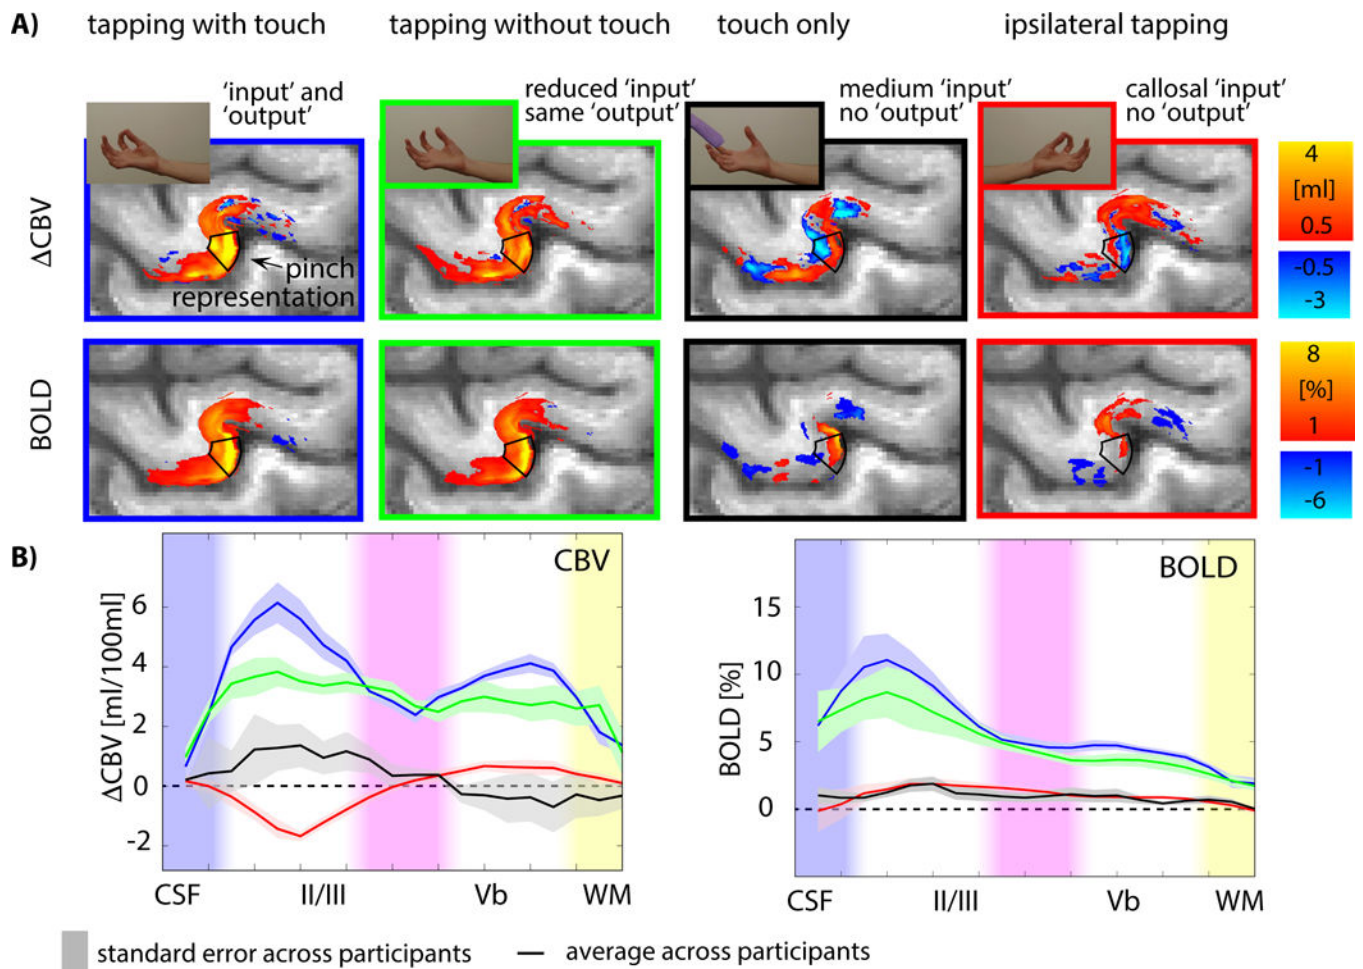 A)
tapping with touch
tapping without touch
touch only
ipsilateral tapping
'input' and
'output'
reduced 'input'
same 'output'
medium 'input'
no 'output'
callosal 'input'
no 'output'
ΔCBV
pinch
representation
4
[ml]
0.5
-0.5
-3
BOLD
8
[%]
1
-1
-6
B)
CBV
ΔCBV [ml/100ml]
6
4
2
0
-2
CSF
II/III
Vb
WM
BOLD
BOLD [%]
15
10
5
0
CSF
II/III
Vb
WM
standard error across participants
average across participants